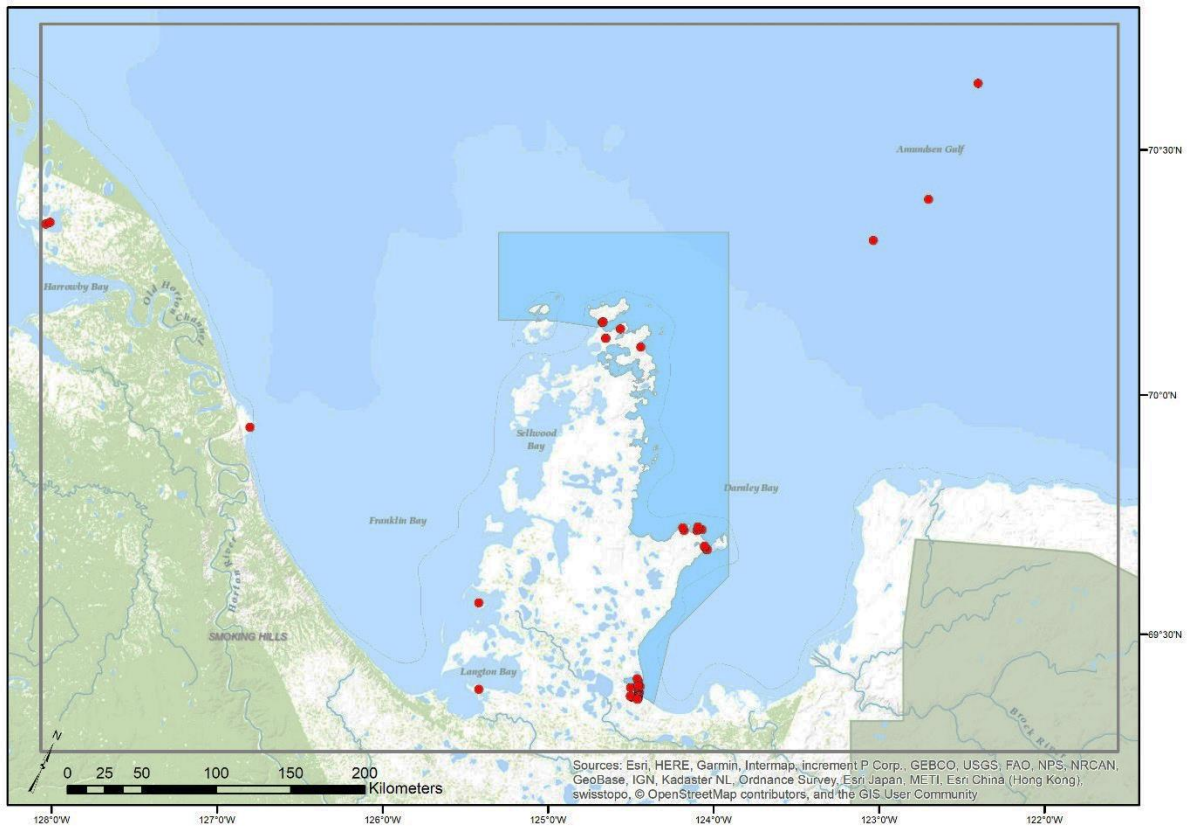 Amundsen Gulf
70°30'N
Harrowby Bay
Old Horton Channel
70°0'N
Sellwood
Bay
Darnley Bay
Franklin Bay
Horton River
SMOKING HILLS
69°30'N
Langton Bay
Brock River
N
0 25 50 100 150 200
Kilometers
Sources: Esri, HERE, Garmin, Intermap, increment P Corp., GEBCO, USGS, FAO, NPS, NRCAN,
GeoBase, IGN, Kadaster NL, Ordnance Survey, Esri Japan, METI, Esri China (Hong Kong),
swisstopo, © OpenStreetMap contributors, and the GIS User Community
128°0'W 127°0'W 126°0'W 125°0'W 124°0'W 123°0'W 122°0'W